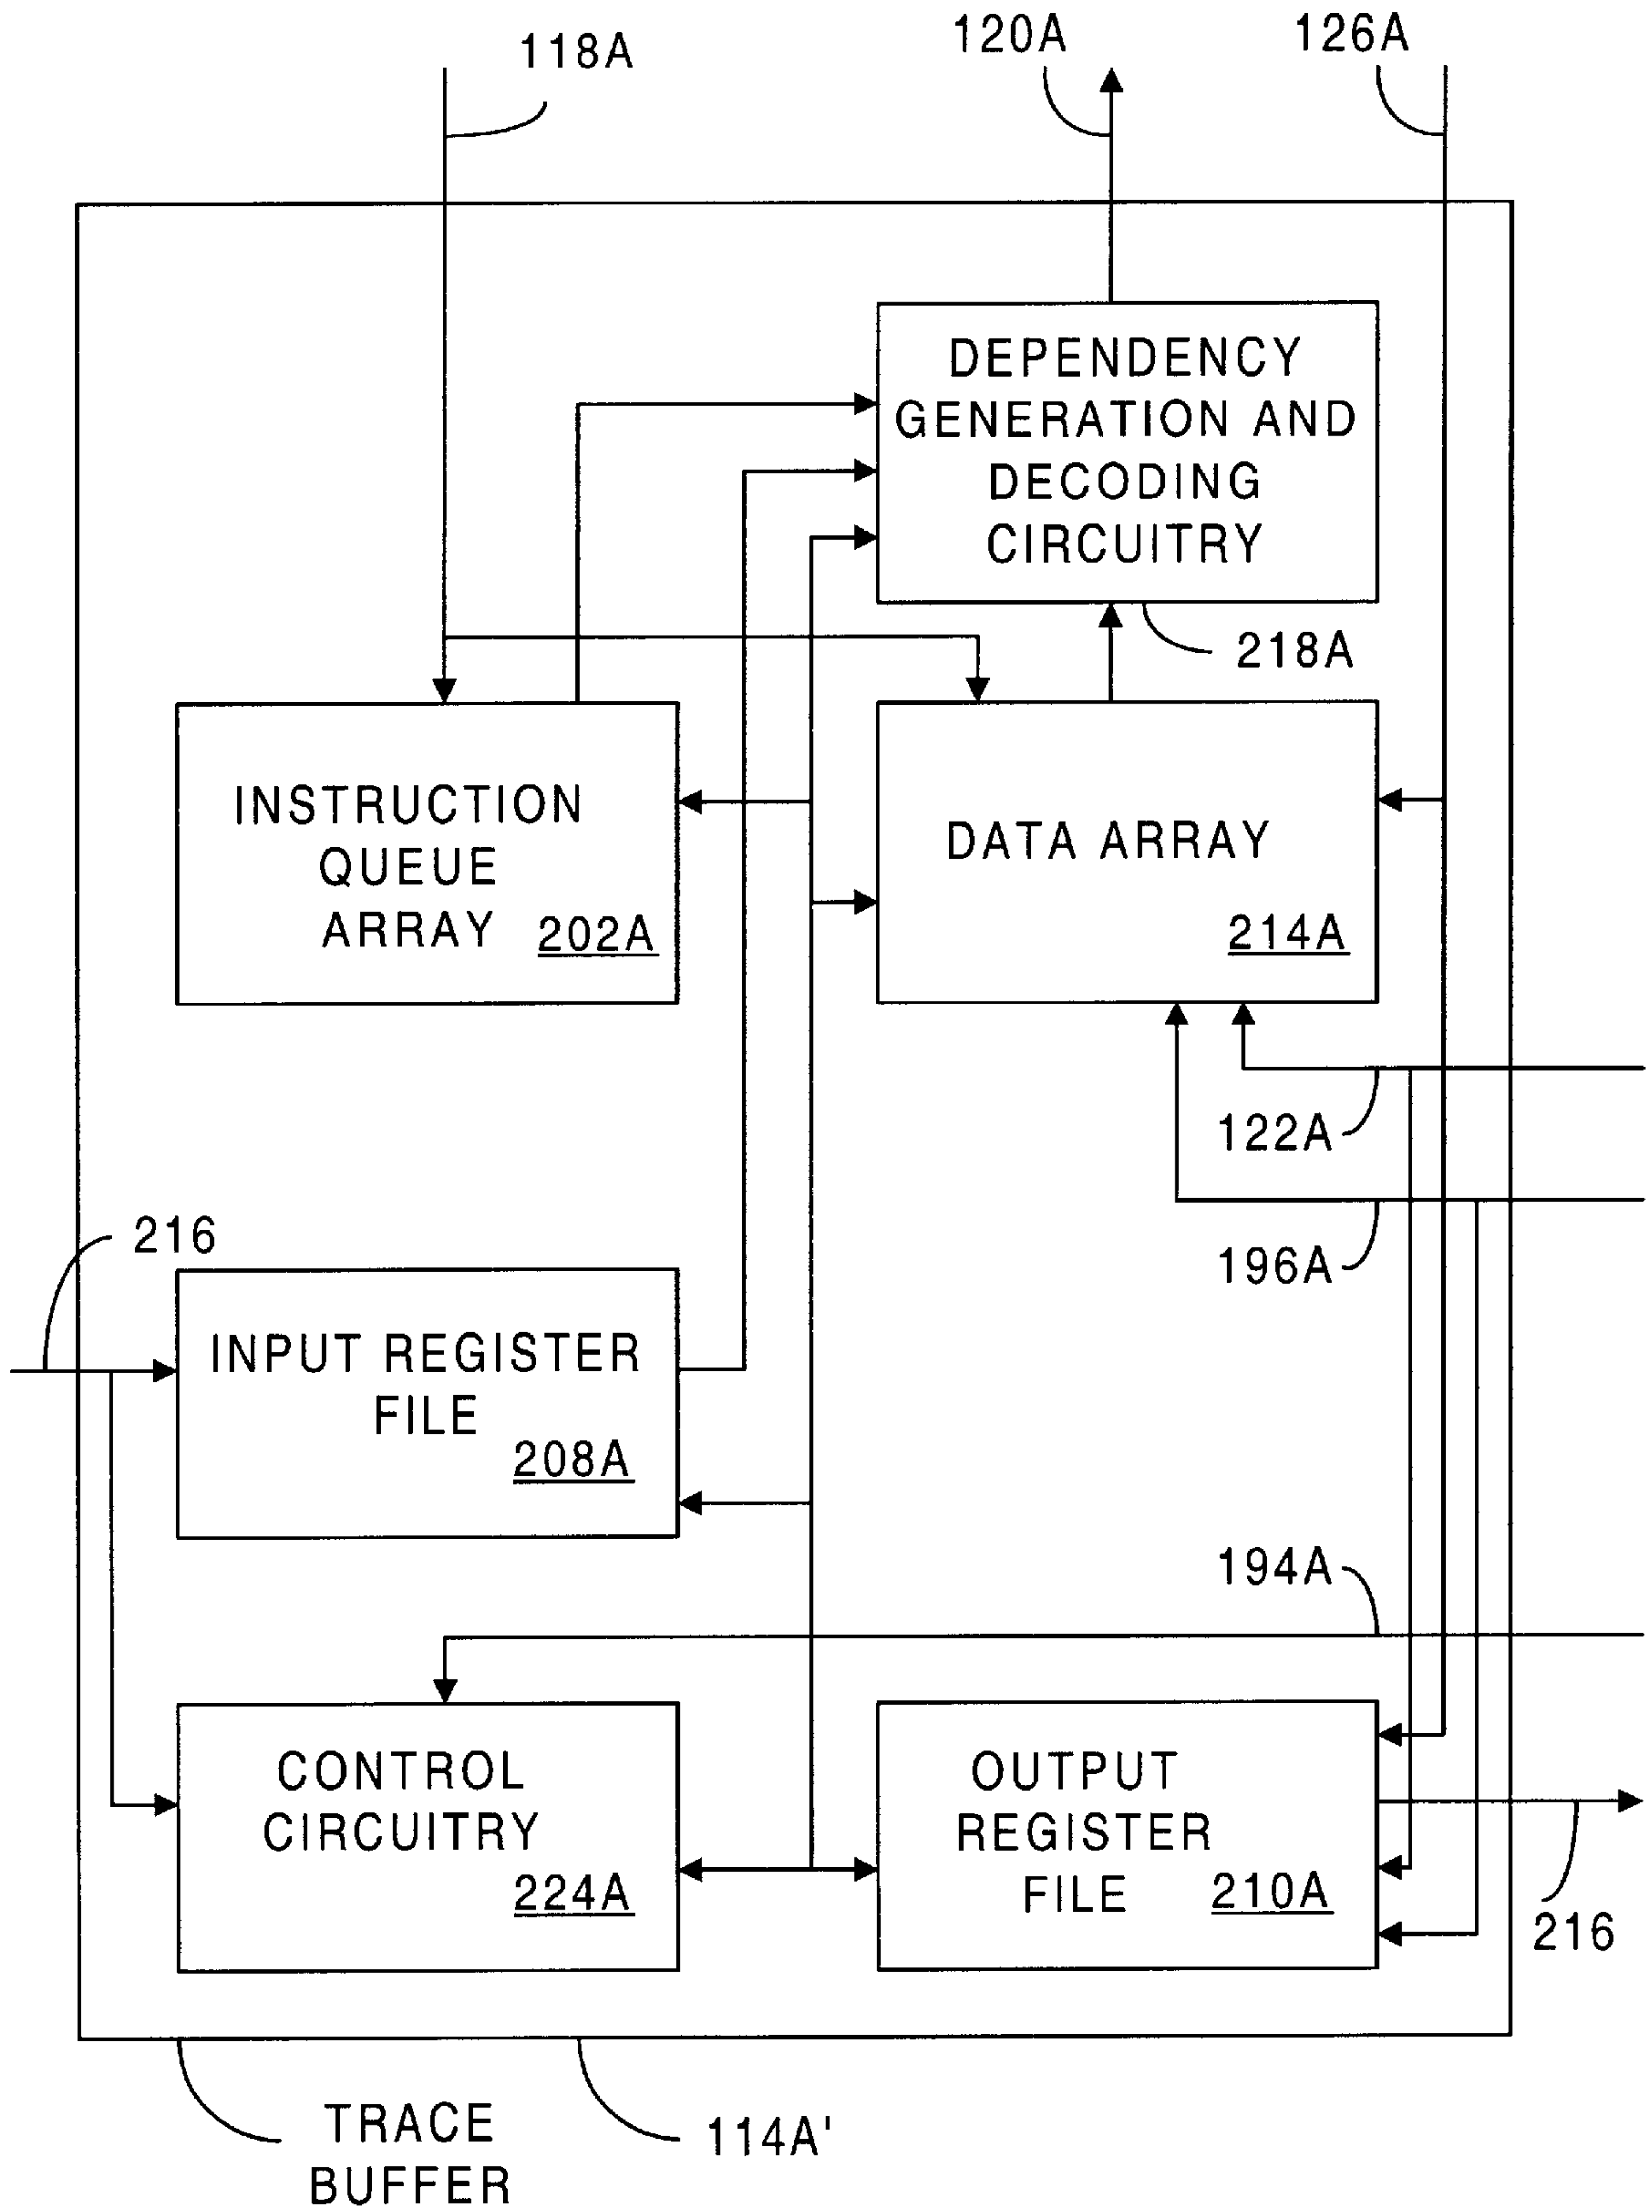 118A
120A
126A
DEPENDENCY
GENERATION AND
DECODING
CIRCUITRY
218A
INSTRUCTION
QUEUE
ARRAY
202A
DATA ARRAY
214A
122A
196A
216
INPUT REGISTER
FILE
208A
194A
CONTROL
CIRCUITRY
224A
OUTPUT
REGISTER
FILE
210A
216
TRACE
BUFFER
114A'